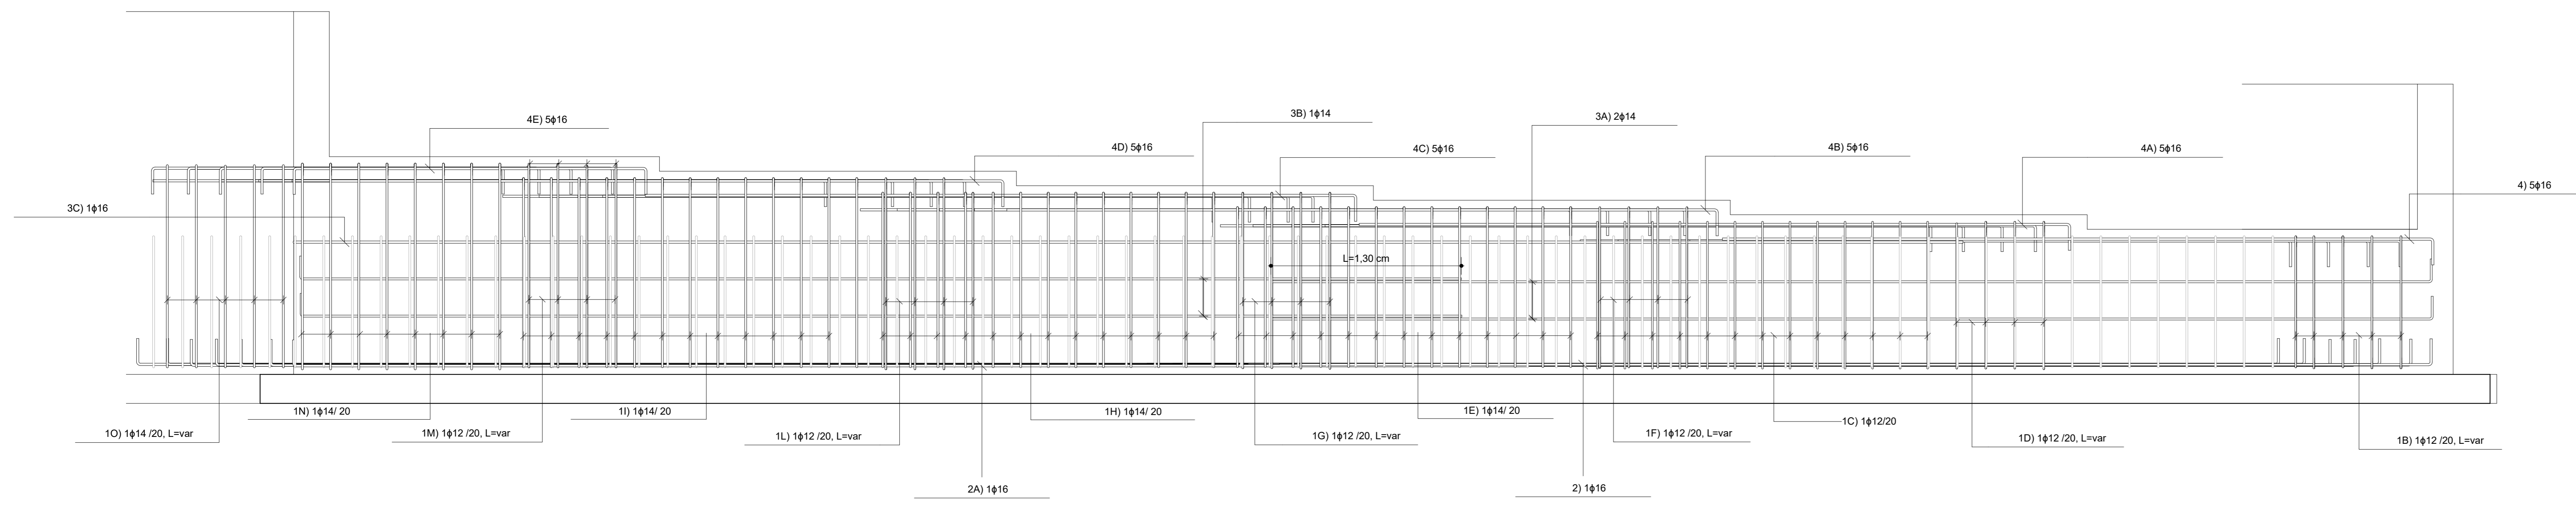 3B) 1ϕ14
3A) 2ϕ14
4E) 5ϕ16
4D) 5ϕ16
4C) 5ϕ16
4B) 5ϕ16
4A) 5ϕ16
4) 5ϕ16
3C) 1ϕ16
L=1,30 cm
1N) 1ϕ14/ 20
1I) 1ϕ14/ 20
1H) 1ϕ14/ 20
1E) 1ϕ14/ 20
1C) 1ϕ12/20
1O) 1ϕ14 /20, L=var
1M) 1ϕ12 /20, L=var
1L) 1ϕ12 /20, L=var
1G) 1ϕ12 /20, L=var
1F) 1ϕ12 /20, L=var
1D) 1ϕ12 /20, L=var
1B) 1ϕ12 /20, L=var
2A) 1ϕ16
2) 1ϕ16